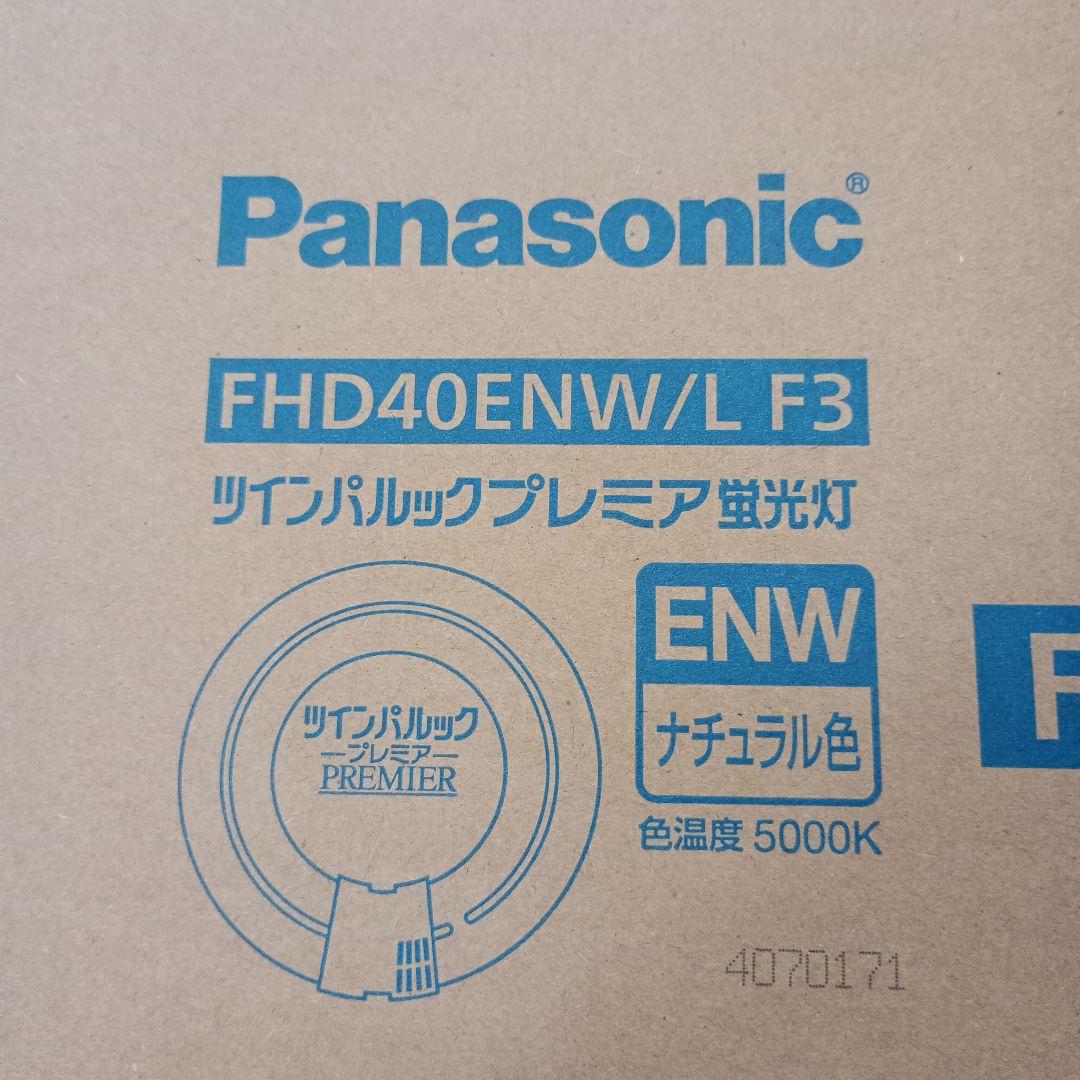 Panasonic®
FHD40ENW/L F3
ツインパルックプレミア蛍光灯
ツインパルック
―プレミア―
PREMIER
ENW
ナチュラル色
色温度 5000K
F
4070171